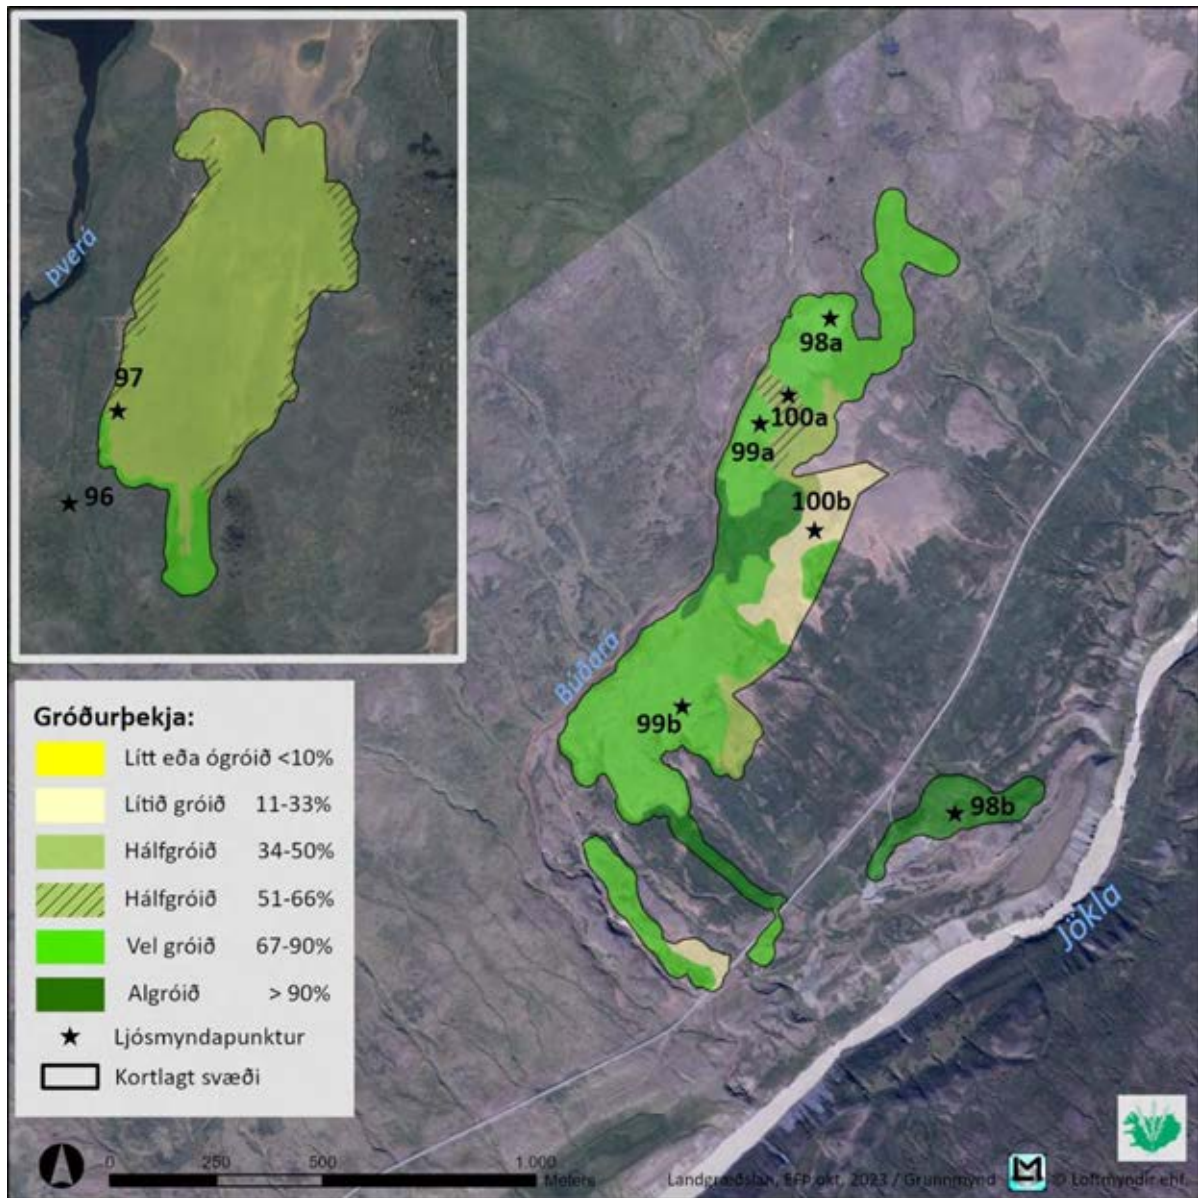 Þverá
97
96
98a
100a
99a
100b
Búðará
99b
98b
Jökla
Gróðurþekja:
Lítt eða ógróið <10%
Lítið gróið 11-33%
Hálfgróið 34-50%
Hálfgróið 51-66%
Vel gróið 67-90%
Algróið > 90%
Ljósmyndapunktur
Kortlagt svæði
0 250 500 1.000
Meters
Landgræðslan, EFÞ okt. 2023 / Grunnmynd M © Loftmyndir ehf.